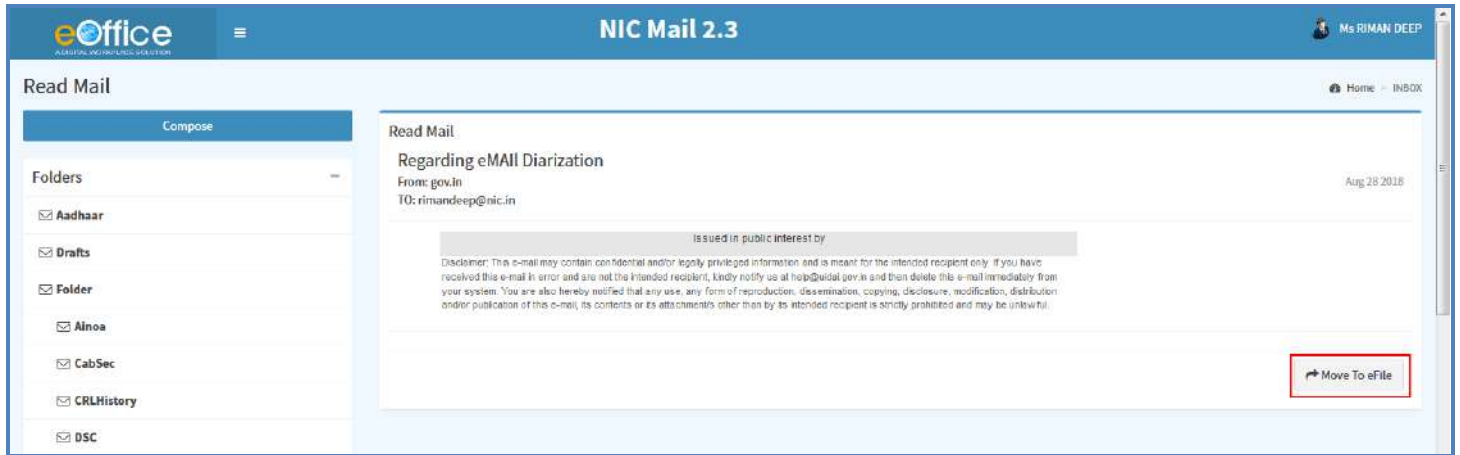 eOffice
A DIGITAL WORKPLACE SOLUTION
NIC Mail 2.3
Ms RIMAN DEEP
Read Mail
Home > INBOX
Compose
Folders
Aadhaar
Drafts
Folder
Ainoa
CabSec
CRLHistory
DSC
Read Mail
Regarding eMAIl Diarization
From: gov.in
Aug 28 2018
TO: rimandeep@nic.in
Issued in public interest by
Disclaimer: This e-mail may contain confidential and/or legally privileged information and is meant for the intended recipient only. If you have
received this e-mail in error and are not the intended recipient, kindly notify us at help@uidai.gov.in and then delete this e-mail immediately from
your system. You are also hereby notified that any use, any form of reproduction, dissemination, copying, disclosure, modification, distribution
and/or publication of this e-mail, its contents or its attachment/s other than by its intended recipient is strictly prohibited and may be unlawful.
Move To eFile